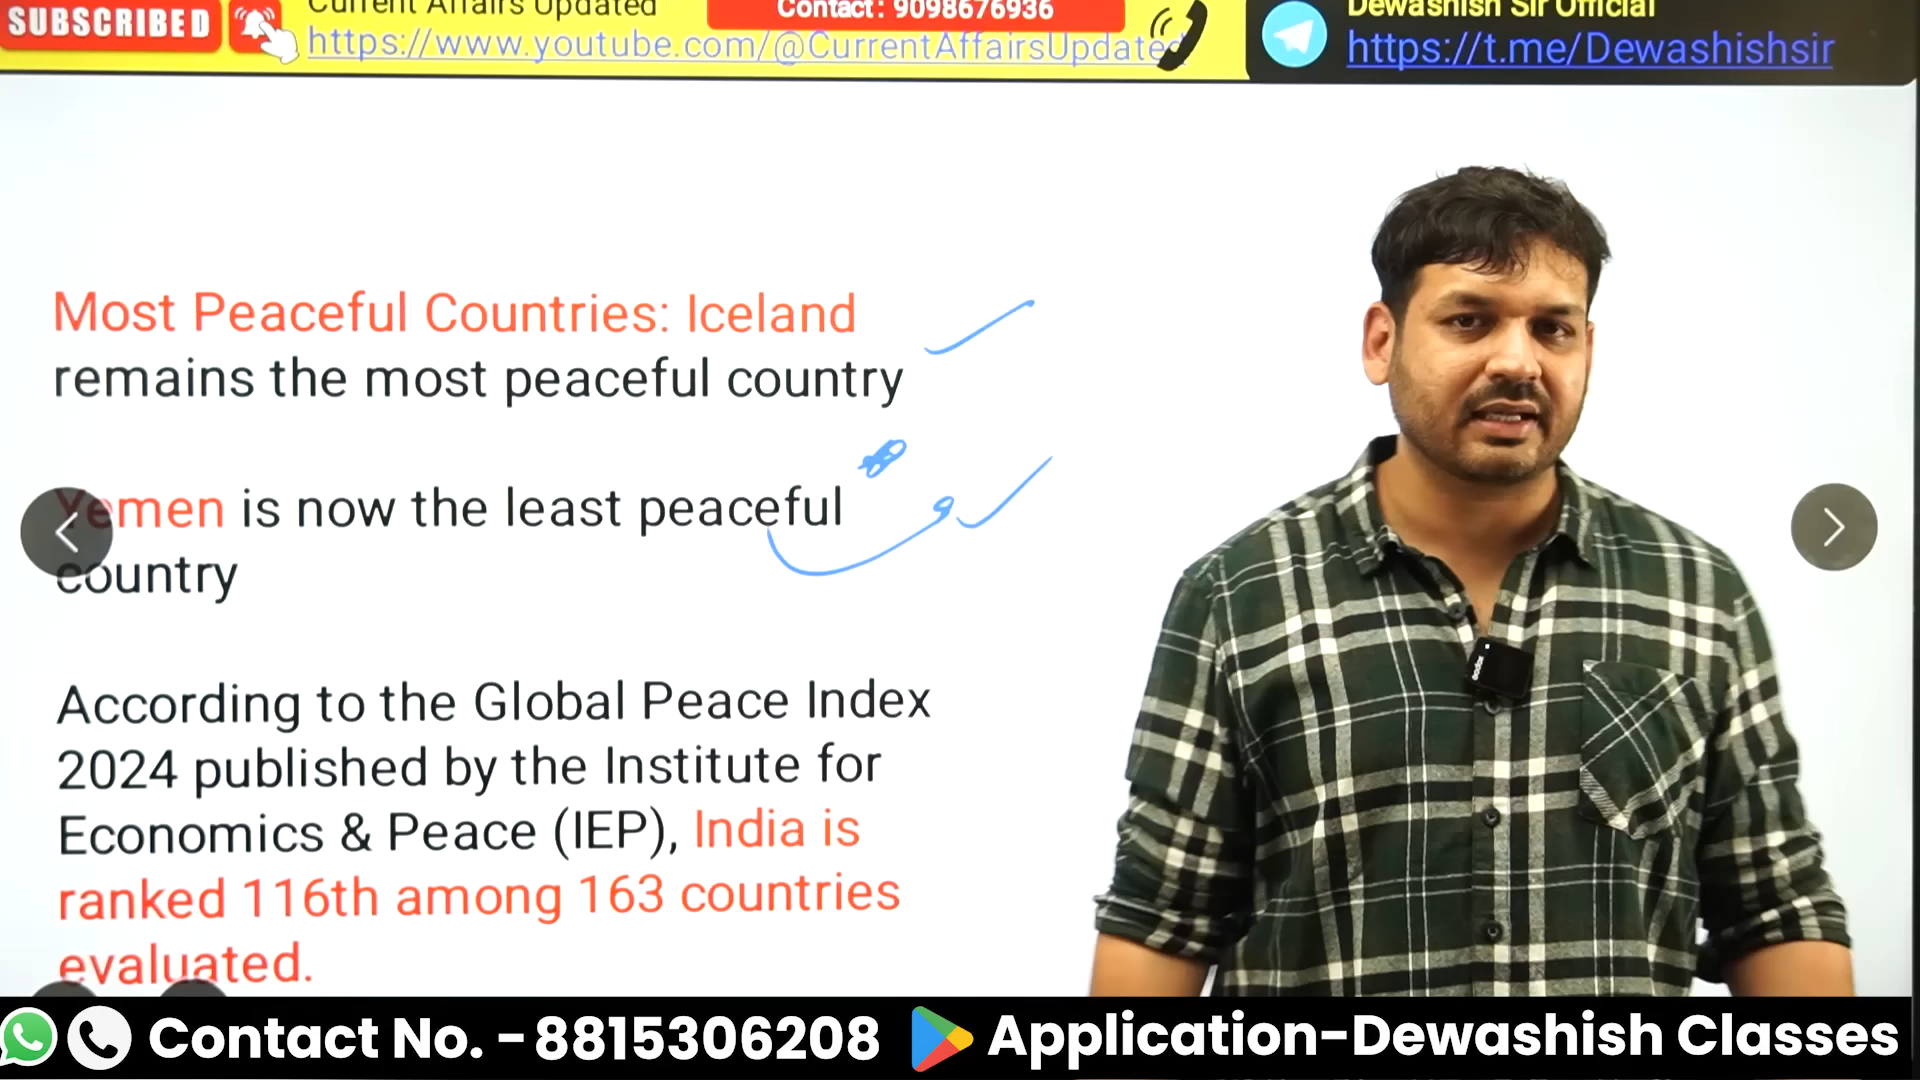 SUBSCRIBED
Current Affairs Updated
https://www.youtube.com/@CurrentAffairsUpdated
Contact : 9098676936
Dewashish Sir Official
https://t.me/Dewashishsir
Most Peaceful Countries: Iceland
remains the most peaceful country
Yemen is now the least peaceful
country
According to the Global Peace Index
2024 published by the Institute for
Economics & Peace (IEP), India is
ranked 116th among 163 countries
evaluated.
Contact No. - 8815306208
Application-Dewashish Classes